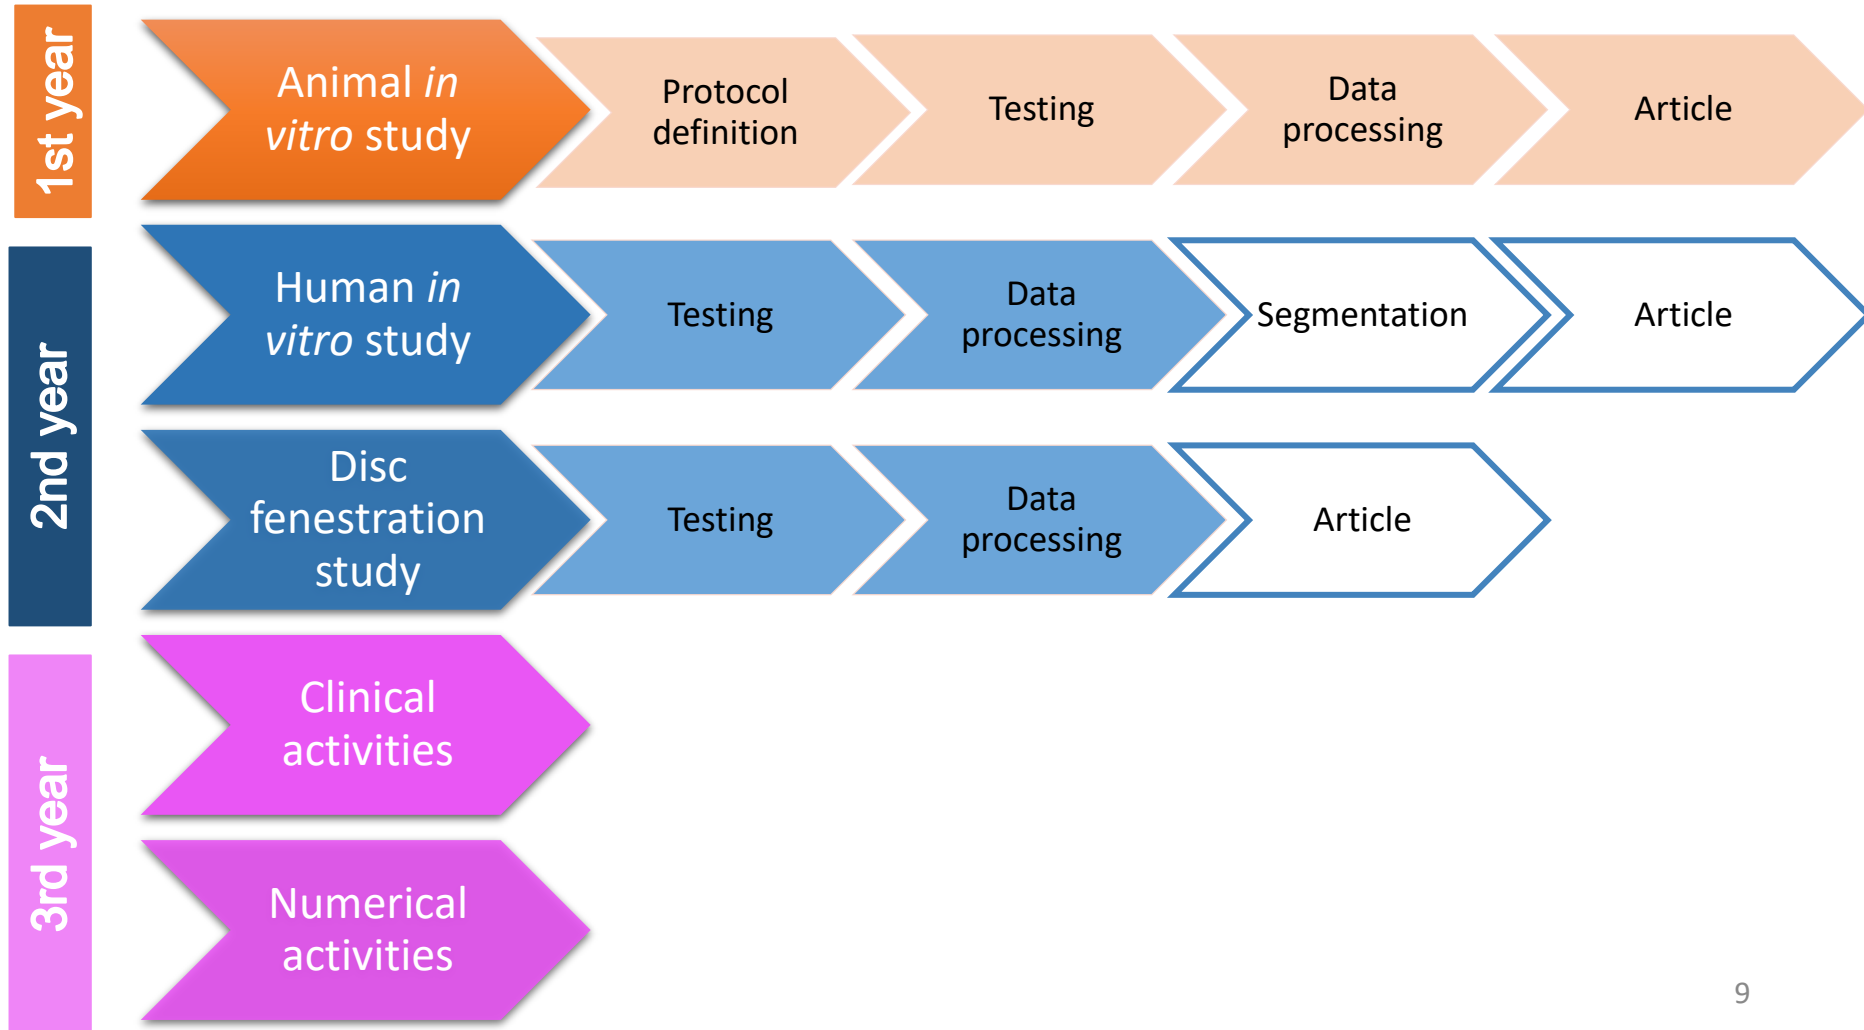 1st year
Animal in
vitro study
Protocol
definition
Testing
Data
processing
Article
2nd year
Human in
vitro study
Testing
Data
processing
Segmentation
Article
Disc
fenestration
study
Testing
Data
processing
Article
3rd year
Clinical
activities
Numerical
activities
9